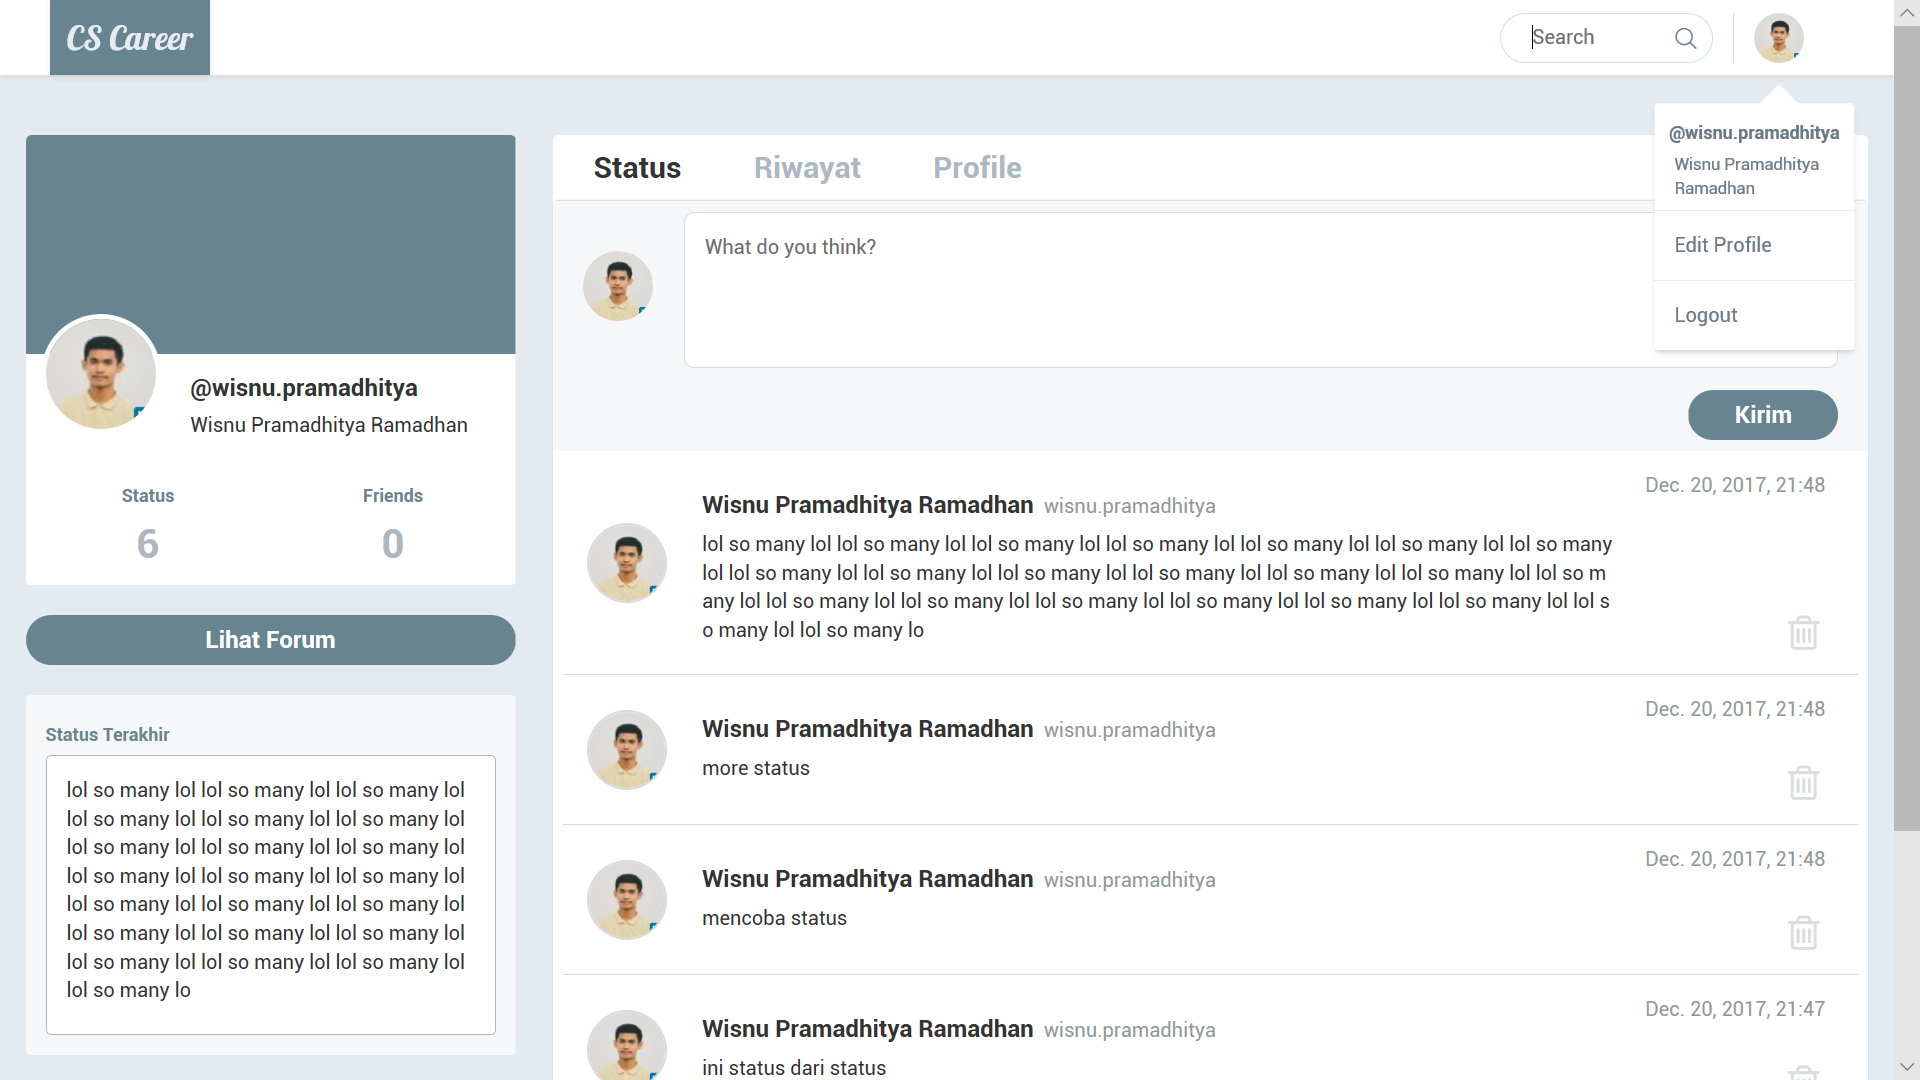 CS Career
Search
@wisnu.pramadhitya
Wisnu Pramadhitya
Ramadhan
Edit Profile
Logout
@wisnu.pramadhitya
Wisnu Pramadhitya Ramadhan
Status
Friends
6
0
Lihat Forum
Status Terakhir
lol so many lol lol so many lol lol so many lol
lol so many lol lol so many lol lol so many lol
lol so many lol lol so many lol lol so many lol
lol so many lol lol so many lol lol so many lol
lol so many lol lol so many lol lol so many lol
lol so many lol lol so many lol lol so many lol
lol so many lol lol so many lol lol so many lol
lol so many lo
Status
Riwayat
Profile
What do you think?
Kirim
Wisnu Pramadhitya Ramadhan wisnu.pramadhitya
Dec. 20, 2017, 21:48
lol so many lol lol so many lol lol so many lol lol so many lol lol so many lol lol so many lol lol so many
lol lol so many lol lol so many lol lol so many lol lol so many lol lol so many lol lol so many lol lol so m
any lol lol so many lol lol so many lol lol so many lol lol so many lol lol so many lol lol so many lol lol s
o many lol lol so many lo
Wisnu Pramadhitya Ramadhan wisnu.pramadhitya
Dec. 20, 2017, 21:48
more status
Wisnu Pramadhitya Ramadhan wisnu.pramadhitya
Dec. 20, 2017, 21:48
mencoba status
Wisnu Pramadhitya Ramadhan wisnu.pramadhitya
Dec. 20, 2017, 21:47
ini status dari status